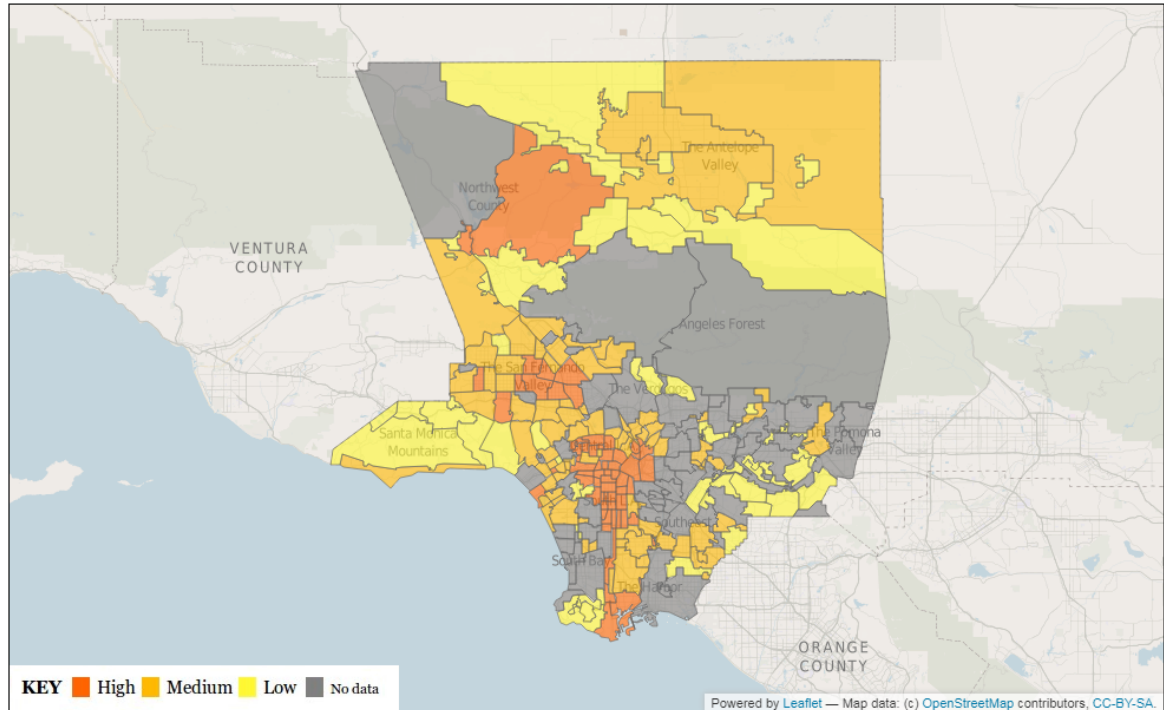 The Antelope
Valley
Northwest
County
VENTURA
COUNTY
Angeles Forest
The San Fernando
Valley
The Verdugos
Santa Monica
Mountains
The Pomona
Valley
Southeast
South Bay
The Harbor
ORANGE
COUNTY
KEY High Medium Low No data
Powered by Leaflet — Map data: (c) OpenStreetMap contributors, CC-BY-SA.